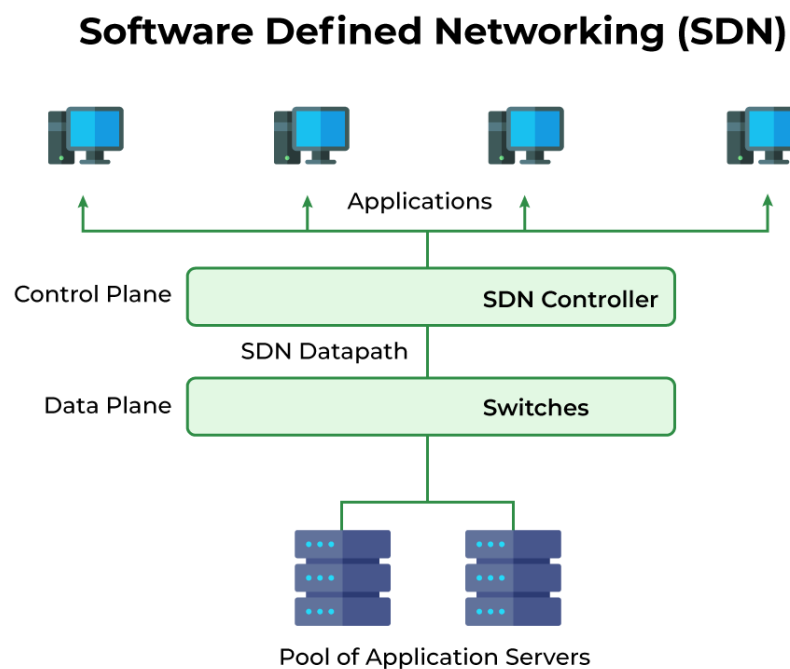 Software Defined Networking (SDN)
Applications
Control Plane
SDN Controller
SDN Datapath
Data Plane
Switches
Pool of Application Servers